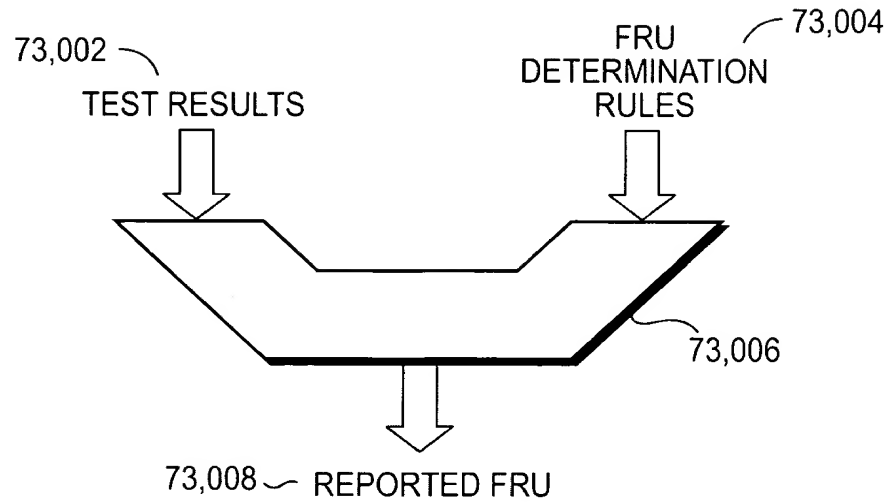 73,002
TEST RESULTS
73,004
FRU
DETERMINATION
RULES
73,006
73,008
REPORTED FRU